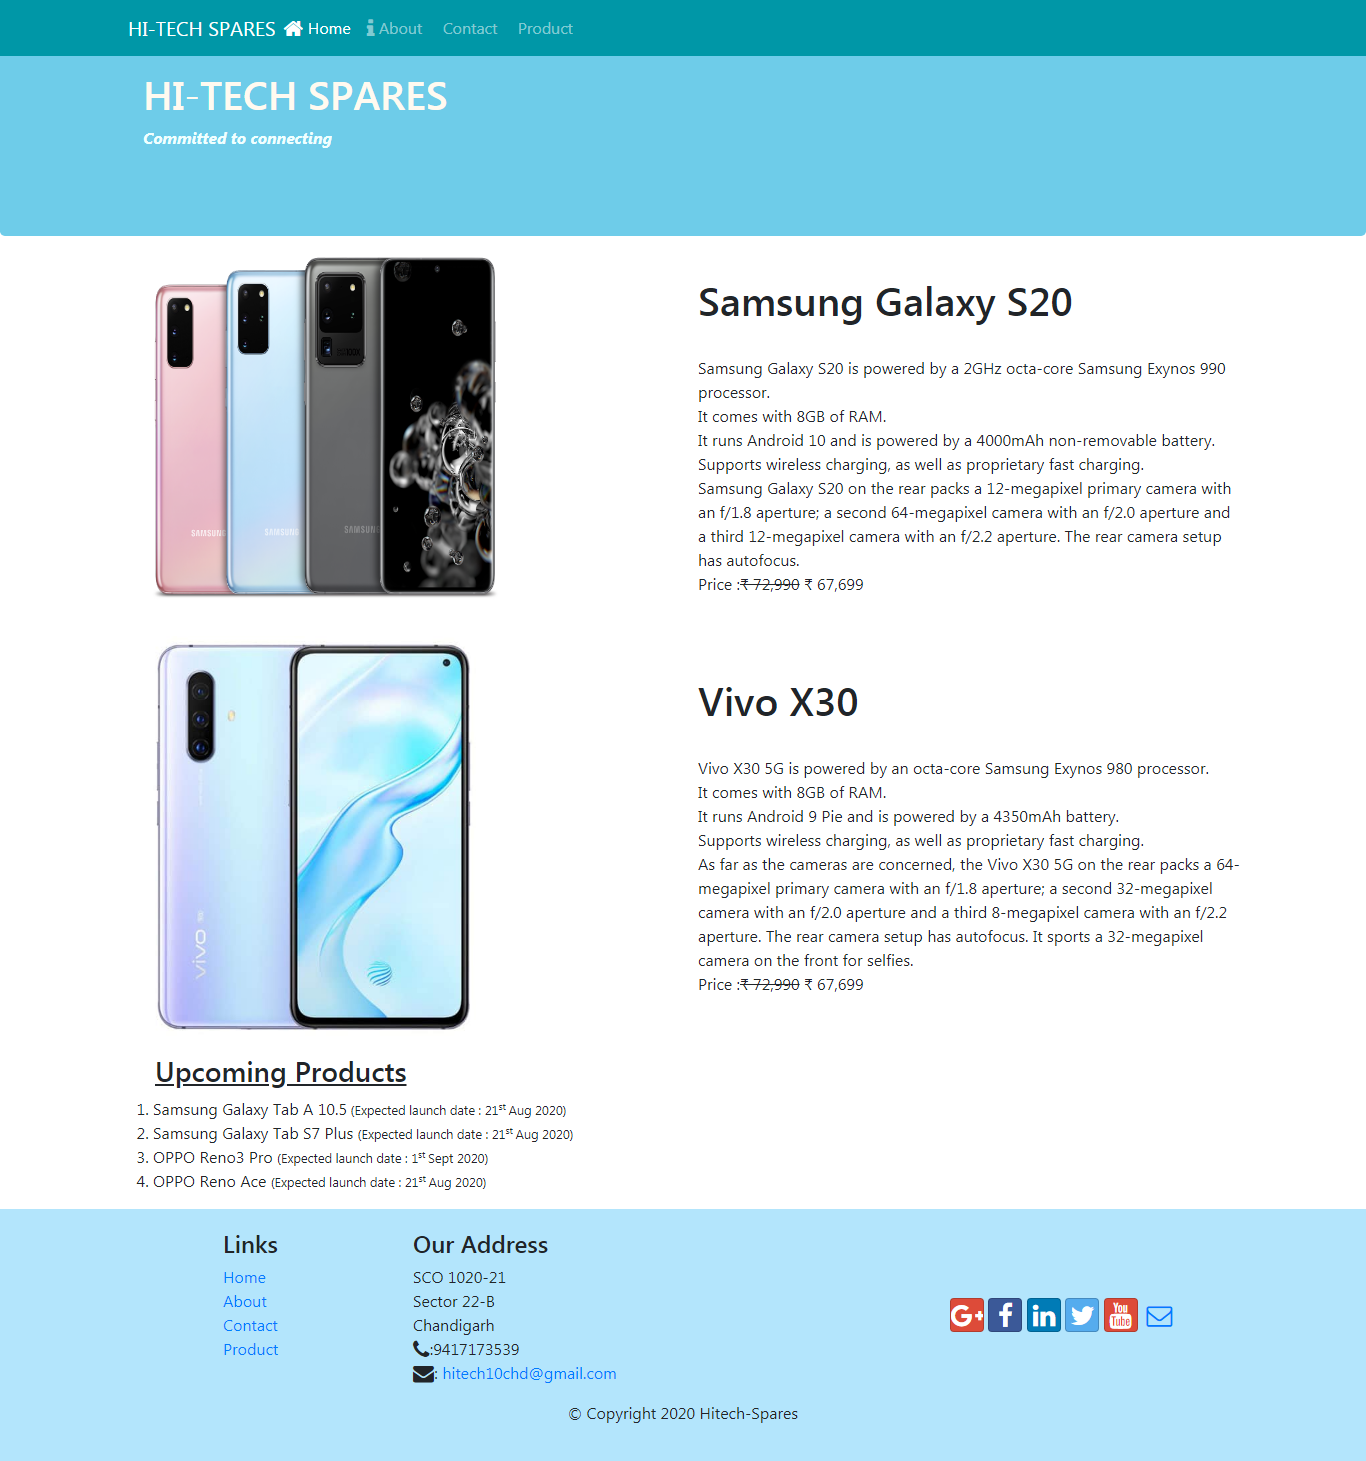 HI-TECH SPARES Home About Contact Product
HI-TECH SPARES
Committed to connecting
SAMSUNG SAMSUNG SAMSUNG
Samsung Galaxy S20
Samsung Galaxy S20 is powered by a 2GHz octa-core Samsung Exynos 990
processor.
It comes with 8GB of RAM.
It runs Android 10 and is powered by a 4000mAh non-removable battery.
Supports wireless charging, as well as proprietary fast charging.
Samsung Galaxy S20 on the rear packs a 12-megapixel primary camera with
an f/1.8 aperture; a second 64-megapixel camera with an f/2.0 aperture and
a third 12-megapixel camera with an f/2.2 aperture. The rear camera setup
has autofocus.
Price :₹ 72,990 ₹ 67,699
vivo
Vivo X30
Vivo X30 5G is powered by an octa-core Samsung Exynos 980 processor.
It comes with 8GB of RAM.
It runs Android 9 Pie and is powered by a 4350mAh battery.
Supports wireless charging, as well as proprietary fast charging.
As far as the cameras are concerned, the Vivo X30 5G on the rear packs a 64-
megapixel primary camera with an f/1.8 aperture; a second 32-megapixel
camera with an f/2.0 aperture and a third 8-megapixel camera with an f/2.2
aperture. The rear camera setup has autofocus. It sports a 32-megapixel
camera on the front for selfies.
Price :₹ 72,990 ₹ 67,699
Upcoming Products
1. Samsung Galaxy Tab A 10.5 (Expected launch date : 21st Aug 2020)
2. Samsung Galaxy Tab S7 Plus (Expected launch date : 21st Aug 2020)
3. OPPO Reno3 Pro (Expected launch date : 1st Sept 2020)
4. OPPO Reno Ace (Expected launch date : 21st Aug 2020)
Links
Home
About
Contact
Product
Our Address
SCO 1020-21
Sector 22-B
Chandigarh
:9417173539
: hitech10chd@gmail.com
G+ f in You Tube
© Copyright 2020 Hitech-Spares